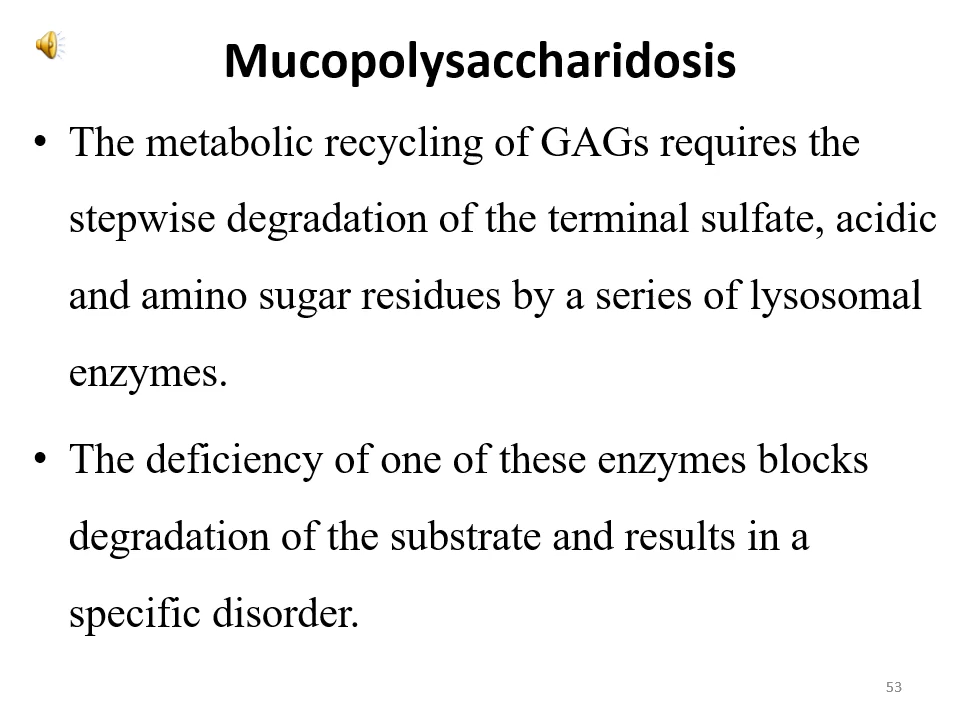 Mucopolysaccharidosis
• The metabolic recycling of GAGs requires the
stepwise degradation of the terminal sulfate, acidic
and amino sugar residues by a series of lysosomal
enzymes.
• The deficiency of one of these enzymes blocks
degradation of the substrate and results in a
specific disorder.
53